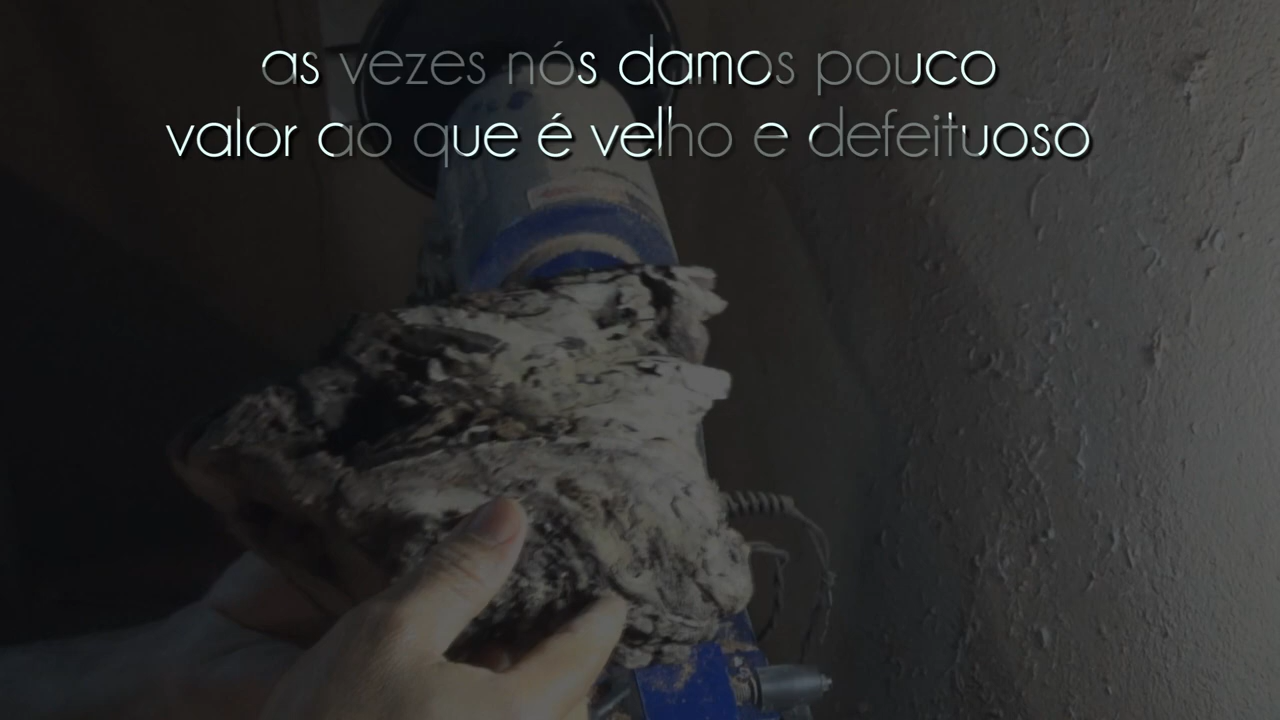 as vezes nós damos pouco
valor ao que é velho e defeituoso